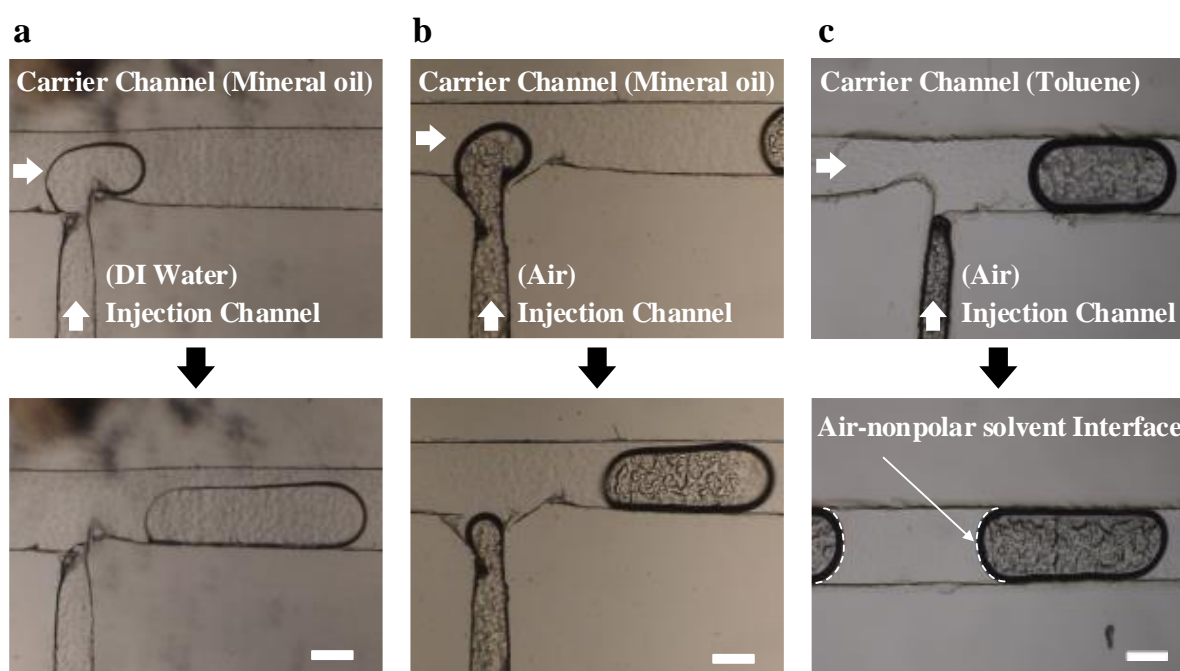 a
b
c
Carrier Channel (Mineral oil)
Carrier Channel (Mineral oil)
Carrier Channel (Toluene)
(DI Water)
Injection Channel
(Air)
Injection Channel
(Air)
Injection Channel
Air-nonpolar solvent Interface